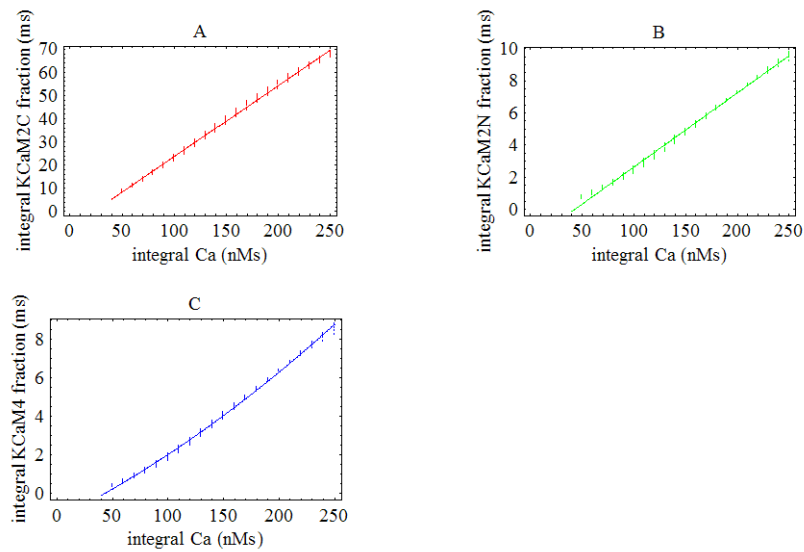 A
integral KCaM2C fraction (ms)
70
60
50
40
30
20
10
0
0 50 100 150 200 250
integral Ca (nMs)
B
integral KCaM2N fraction (ms)
10
8
6
4
2
0
0 50 100 150 200 250
integral Ca (nMs)
C
integral KCaM4 fraction (ms)
8
6
4
2
0
0 50 100 150 200 250
integral Ca (nMs)